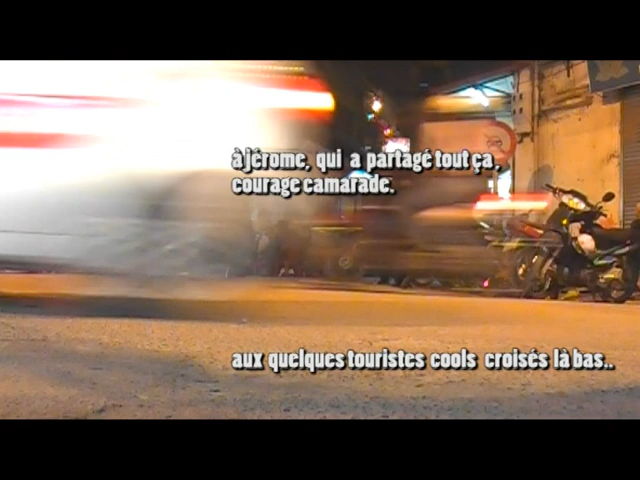 à jérome, qui a partagé tout ça,
courage camarade.
aux quelques touristes cools croisés là bas..